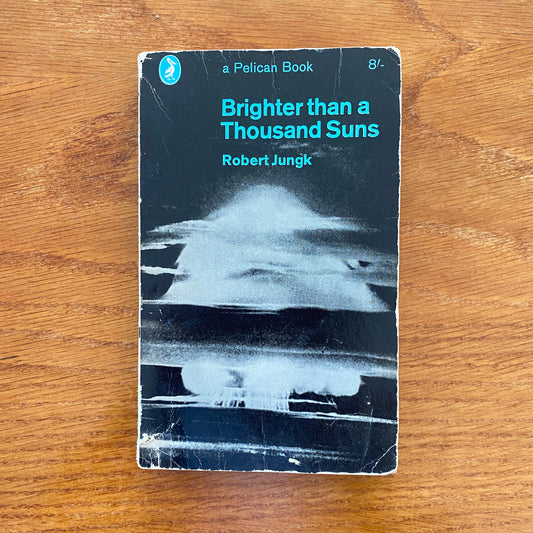 a Pelican Book 8/-
Brighter than a
Thousand Suns
Robert Jungk